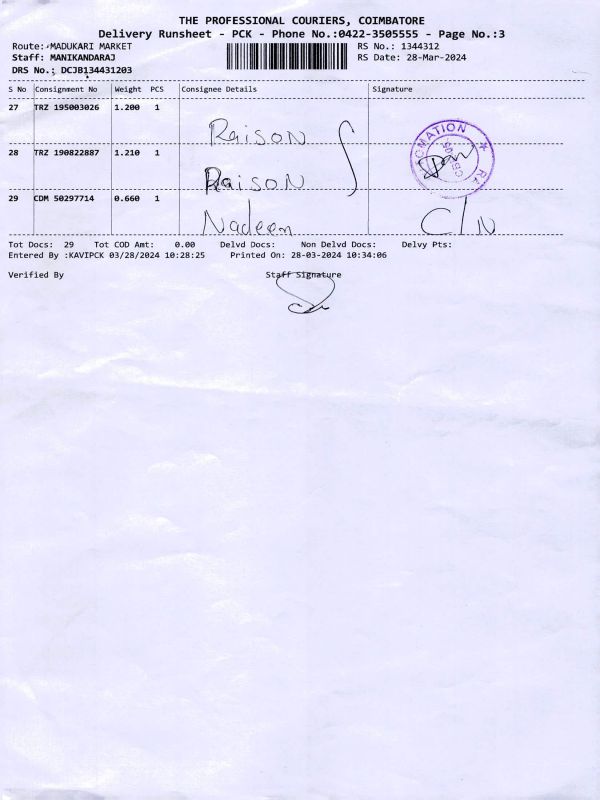 THE PROFESSIONAL COURIERS, COIMBATORE
Delivery Runsheet - PCK - Phone No.:0422-3505555 - Page No.:3
Route: MADUKARI MARKET RS No.: 1344312
Staff: MANIKANDARAJ RS Date: 28-Mar-2024
DRS No.: DCJB134431203
S No Consignment No Weight PCS Consignee Details Signature
27 TRZ 195003026 1.200 1
Raison
28 TRZ 190822887 1.210 1
Raison
29 CDM 50297714 0.660 1
Nadeem C/N
Tot Docs: 29 Tot COD Amt: 0.00 Delvd Docs: Non Delvd Docs: Delvy Pts:
Entered By :KAVIPCK 03/28/2024 10:28:25 Printed On: 28-03-2024 10:34:06
Verified By Staff Signature